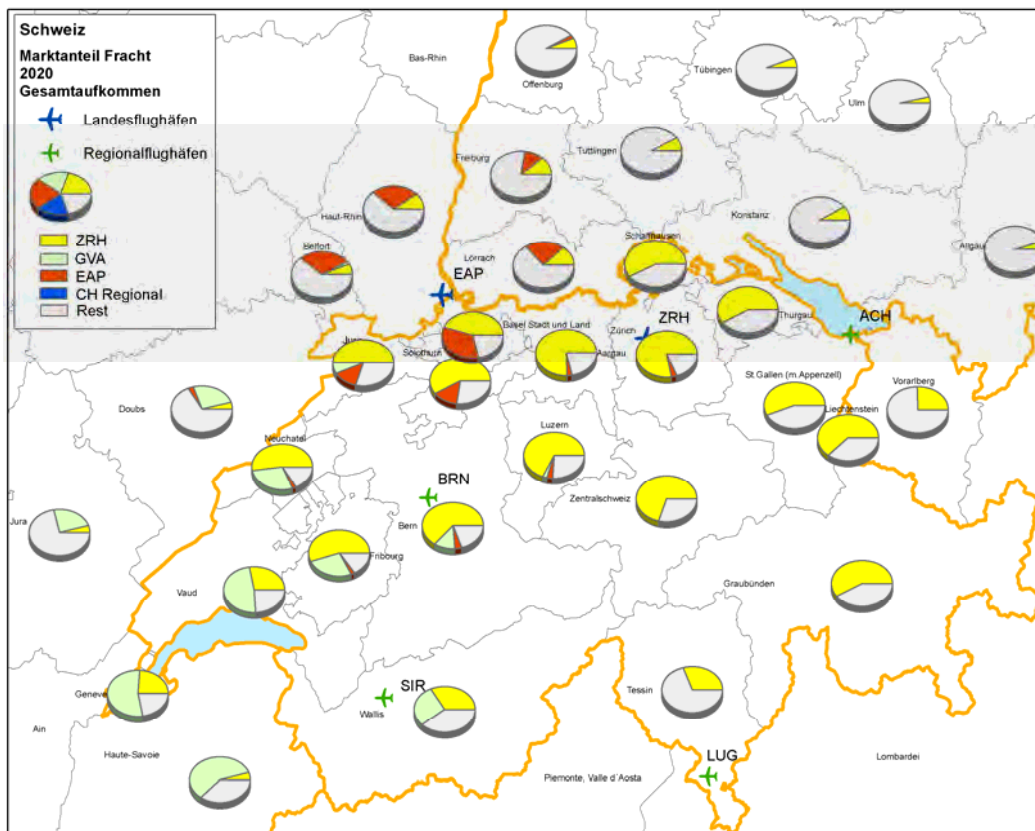 Schweiz
Marktanteil Fracht
2020
Gesamtaufkommen
Landesflughäfen
Regionalflughäfen
ZRH
GVA
EAP
CH Regional
Rest
Bas-Rhin
Offenburg
Tübingen
Ulm
Freiburg
Tuttlingen
Haut-Rhin
Konstanz
Belfort
Lörrach
Schaffhausen
Allgäu
EAP
Basel Stadt und Land
Zürich
ZRH
Thurgau
ACH
Jura
Solothurn
Aargau
St.Gallen (m.Appenzell)
Vorarlberg
Doubs
Liechtenstein
Neuchatel
Luzern
BRN
Zentralschweiz
Jura
Bern
Fribourg
Vaud
Graubünden
Geneve
SIR
Wallis
Tessin
Ain
Haute-Savoie
Piemonte, Valle d´Aosta
LUG
Lombardei